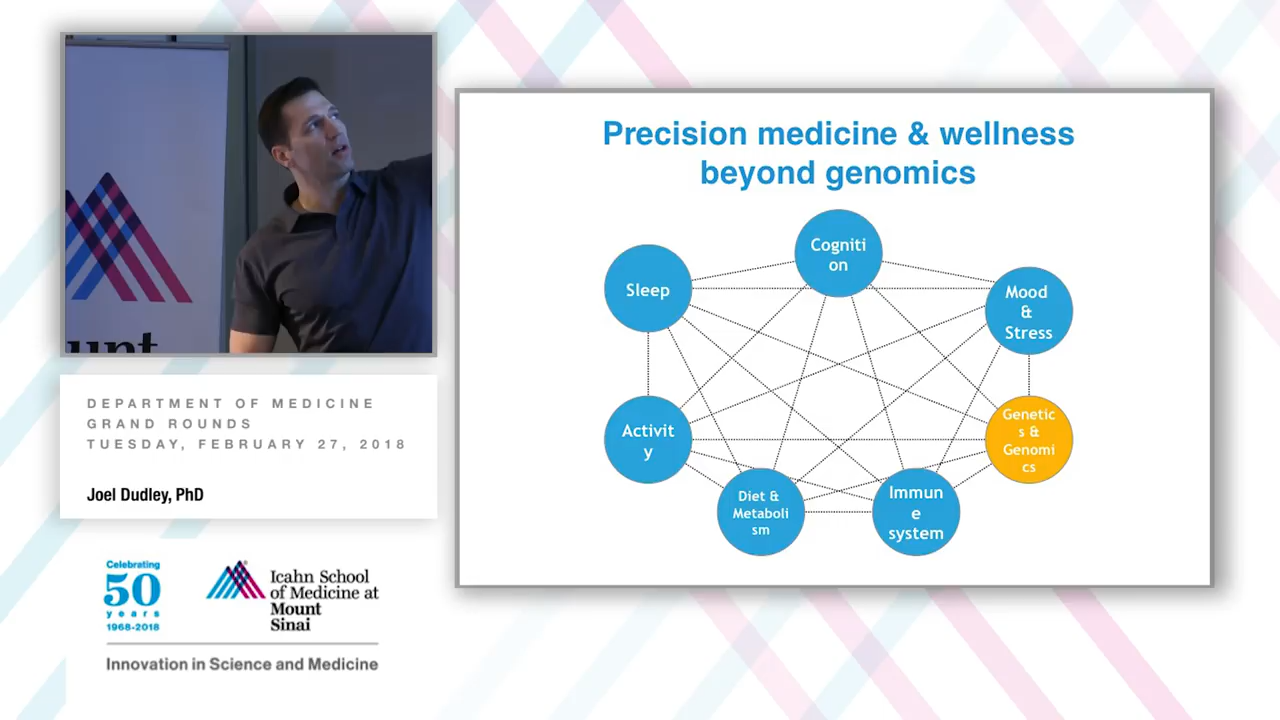 unt
DEPARTMENT OF MEDICINE
GRAND ROUNDS
TUESDAY, FEBRUARY 27, 2018
Joel Dudley, PhD
Celebrating
50
years
1968-2018
Icahn School
of Medicine at
Mount
Sinai
Innovation in Science and Medicine
Precision medicine & wellness
beyond genomics
Cogniti
on
Sleep
Mood
&
Stress
Activit
y
Genetic
s &
Genomi
cs
Diet &
Metaboli
sm
Immun
e
system